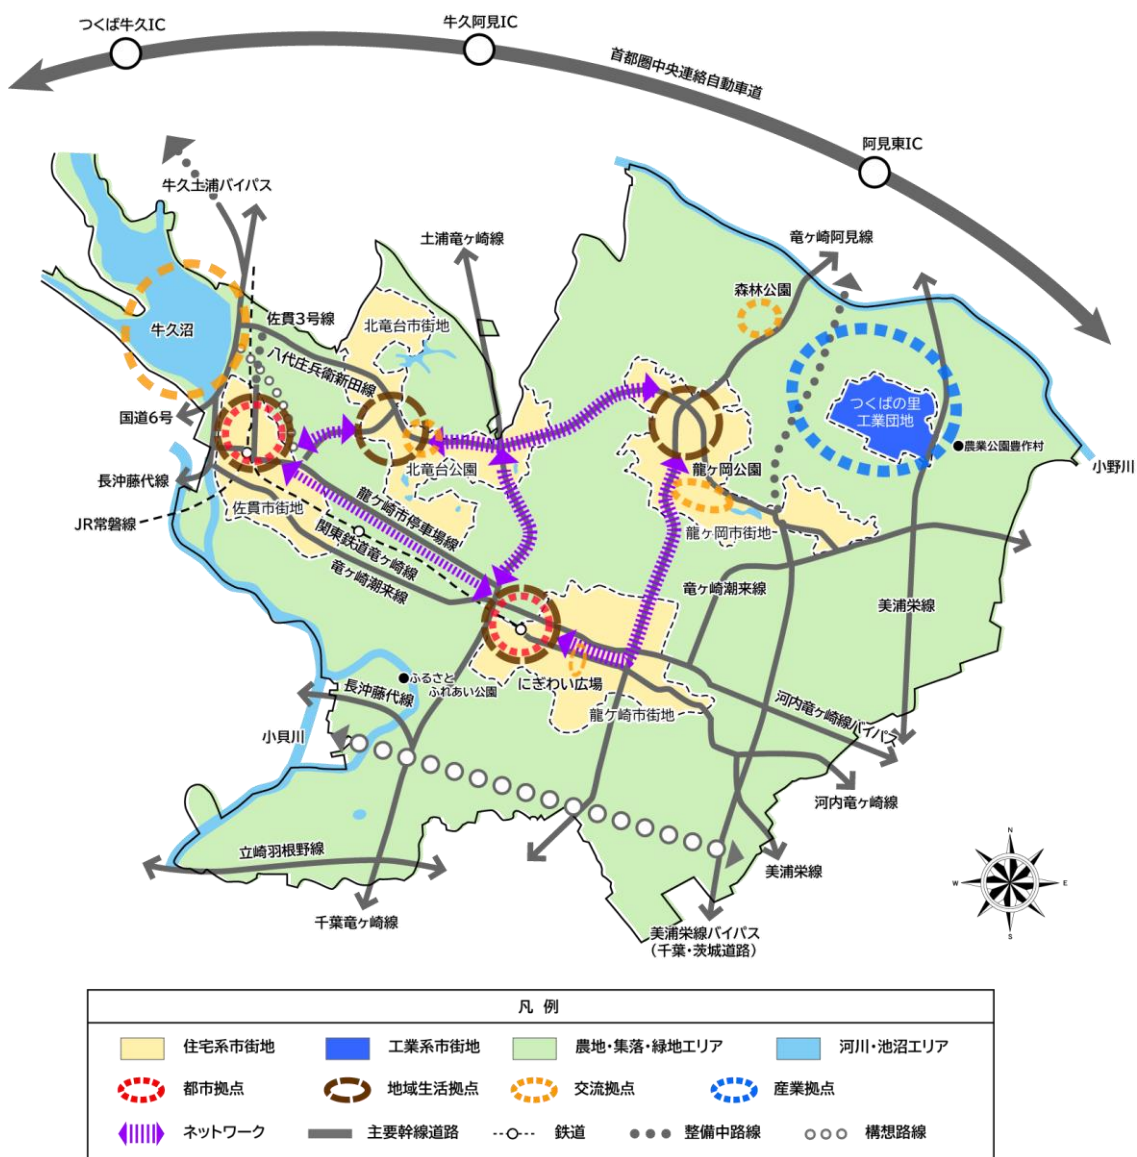 つくば牛久IC
牛久阿見IC
首都圏中央連絡自動車道
阿見東IC
牛久土浦バイパス
土浦竜ヶ崎線
竜ヶ崎阿見線
森林公園
佐貫3号線
北竜台市街地
牛久沼
八代庄兵衛新田線
つくばの里
工業団地
国道6号
農業公園豊作村
小野川
北竜台公園
龍ヶ岡公園
長沖藤代線
佐貫市街地
龍ケ崎市停車場線
JR常磐線
関東鉄道竜ヶ崎線
龍ケ岡市街地
竜ヶ崎潮来線
竜ヶ崎潮来線
美浦栄線
ふるさと
ふれあい公園
にぎわい広場
長沖藤代線
龍ケ崎市街地
河内竜ヶ崎線バイパス
小貝川
河内竜ヶ崎線
立崎羽根野線
美浦栄線
千葉竜ヶ崎線
美浦栄線バイパス
(千葉・茨城道路)
N
W
E
S
凡 例
住宅系市街地
工業系市街地
農地・集落・緑地エリア
河川・池沼エリア
都市拠点
地域生活拠点
交流拠点
産業拠点
ネットワーク
主要幹線道路
鉄道
整備中路線
構想路線